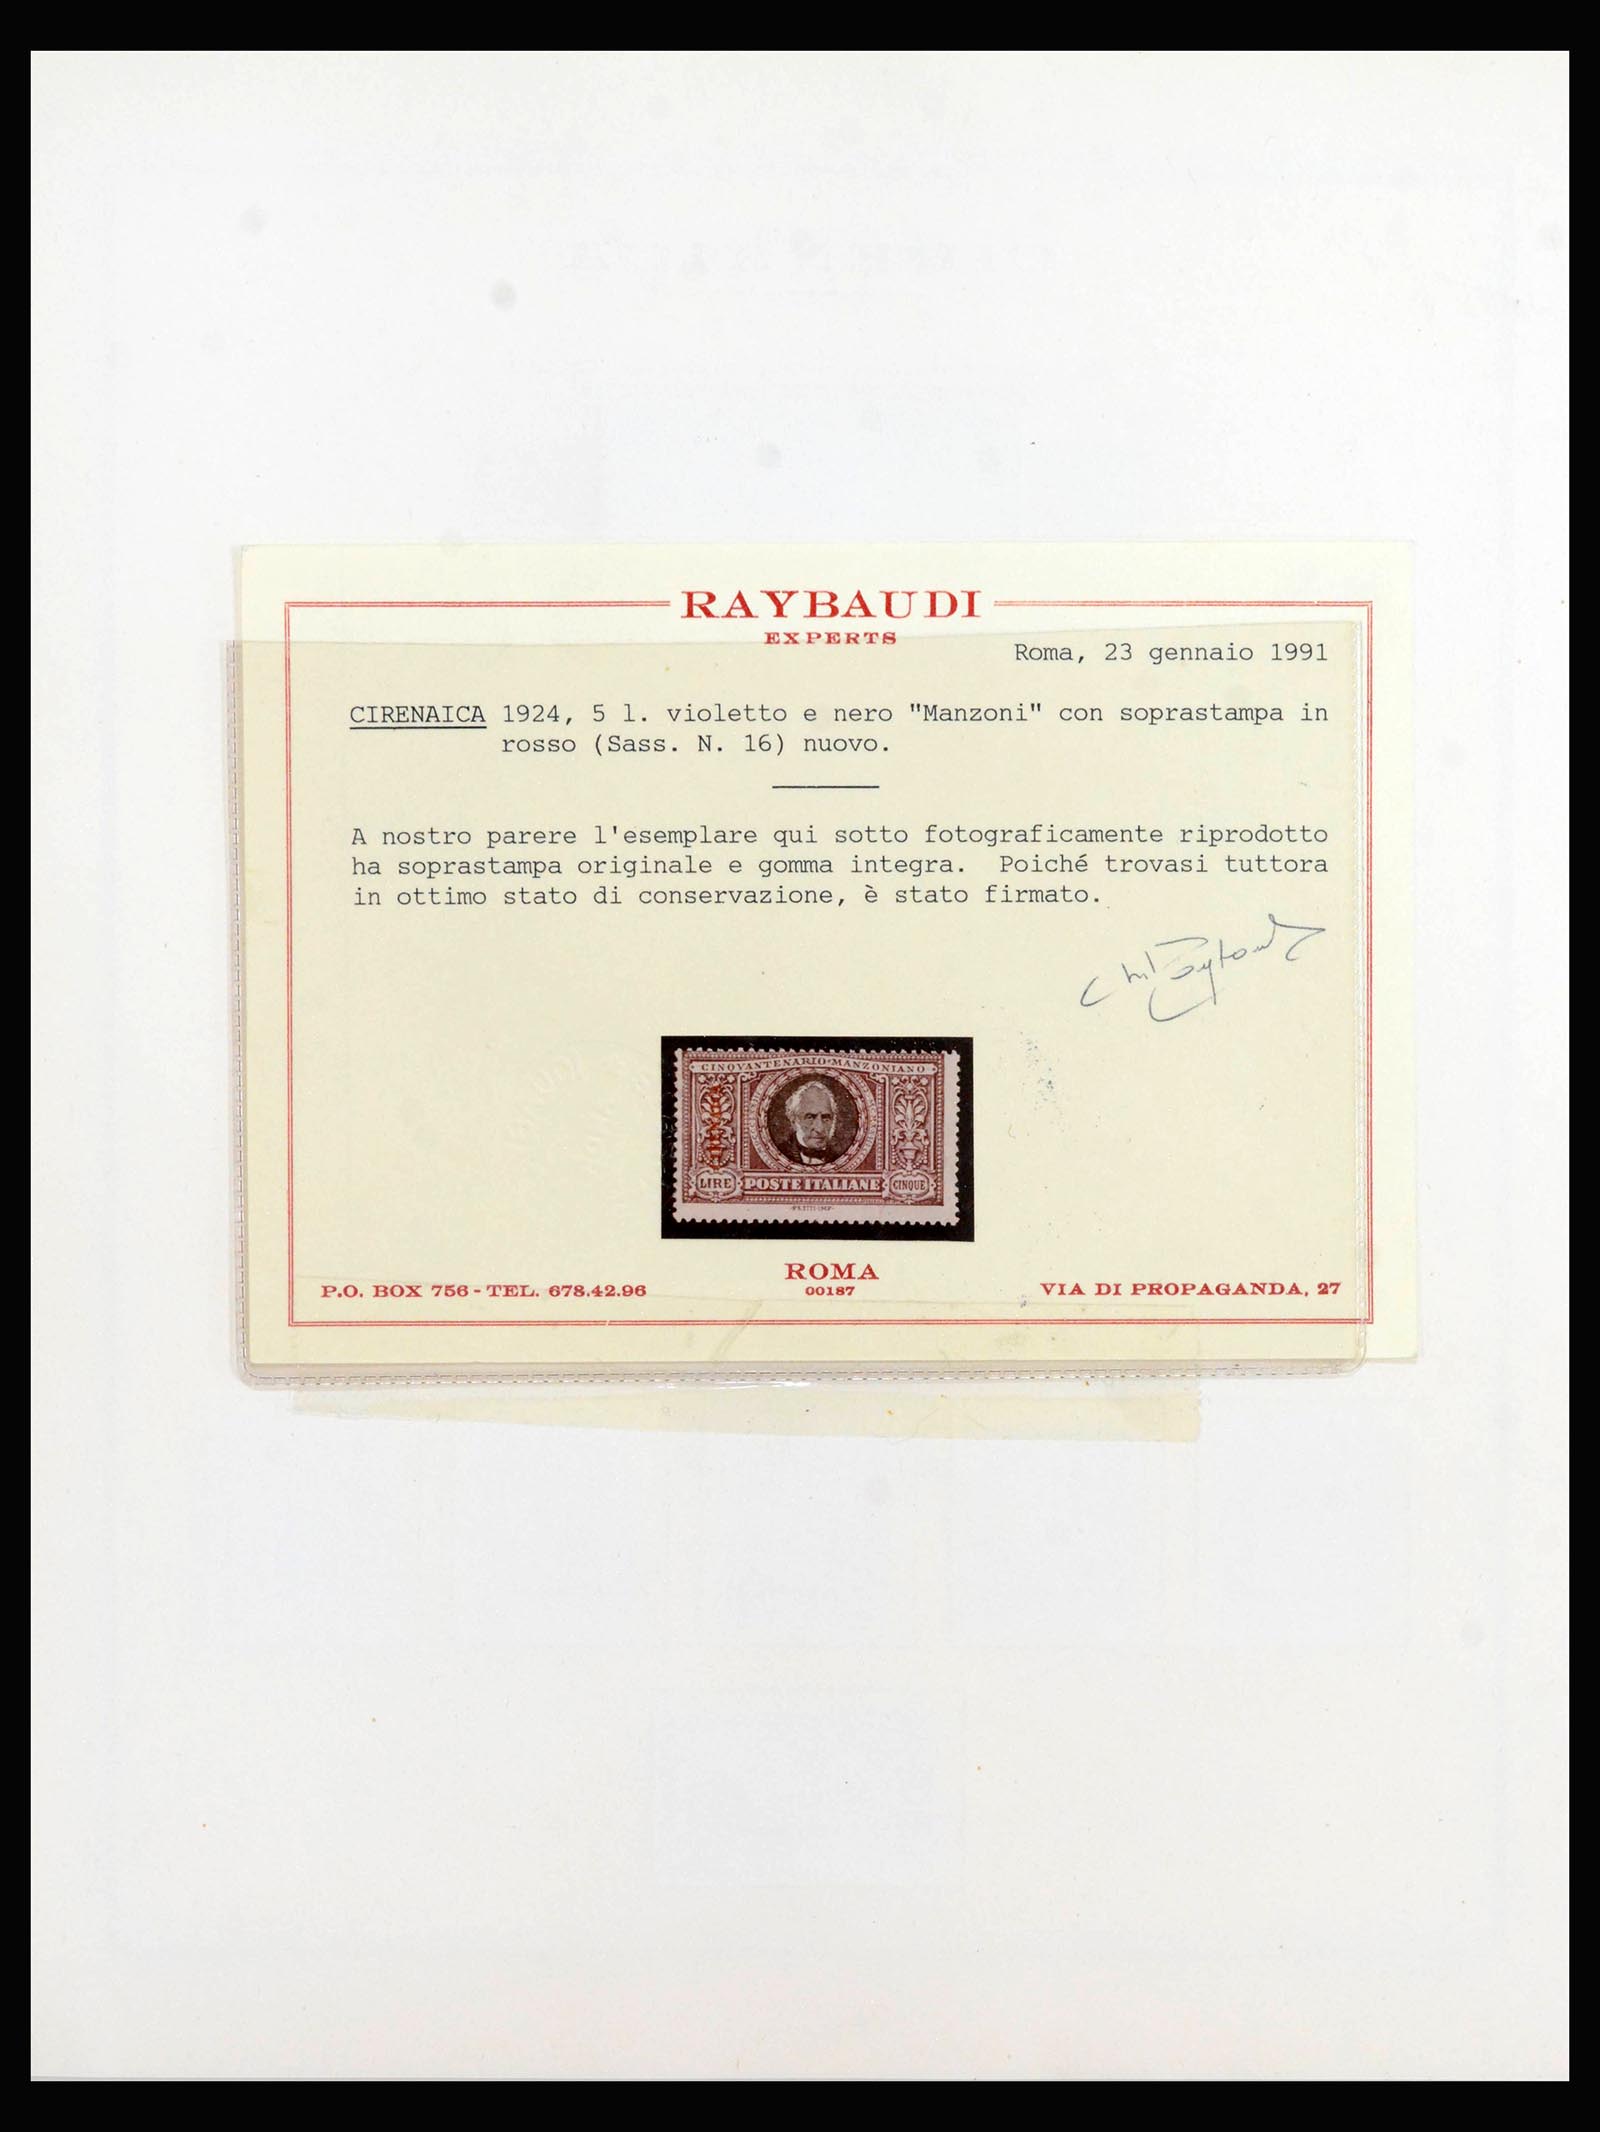 RAYBAUDI
EXPERTS
Roma, 23 gennaio 1991
CIRENAICA 1924, 5 l. violetto e nero "Manzoni" con soprastampa in
rosso (Sass. N. 16) nuovo.
A nostro parere l'esemplare qui sotto fotograficamente riprodotto
ha soprastampa originale e gomma integra. Poiché trovasi tuttora
in ottimo stato di conservazione, è stato firmato.
CINQVANTENARIO·MANZONIANO
LIRE POSTE ITALIANE CINQUE
ROMA
00187
P.O. BOX 756 - TEL. 678.42.96
VIA DI PROPAGANDA, 27